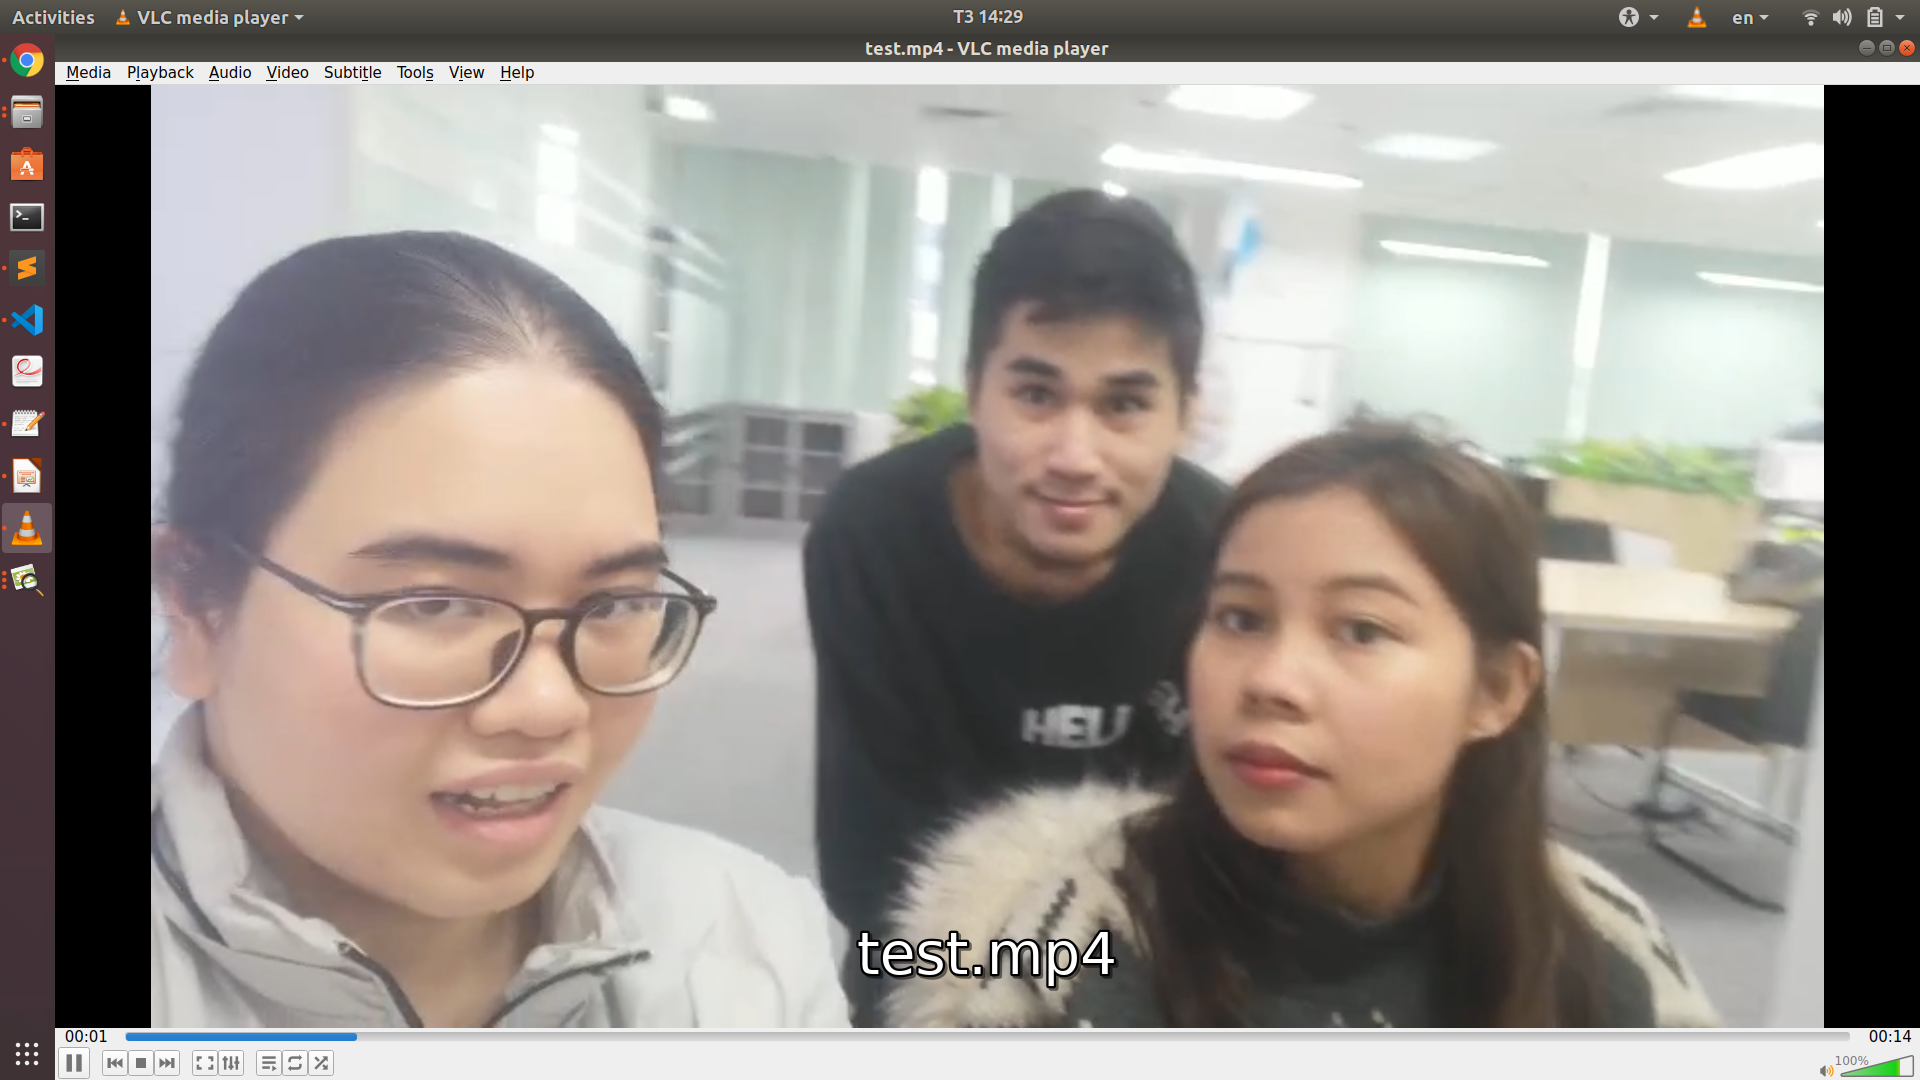 Activities VLC media player T3 14:29 en
test.mp4 - VLC media player
Media Playback Audio Video Subtitle Tools View Help
HELL
test.mp4
00:01 00:14
100%